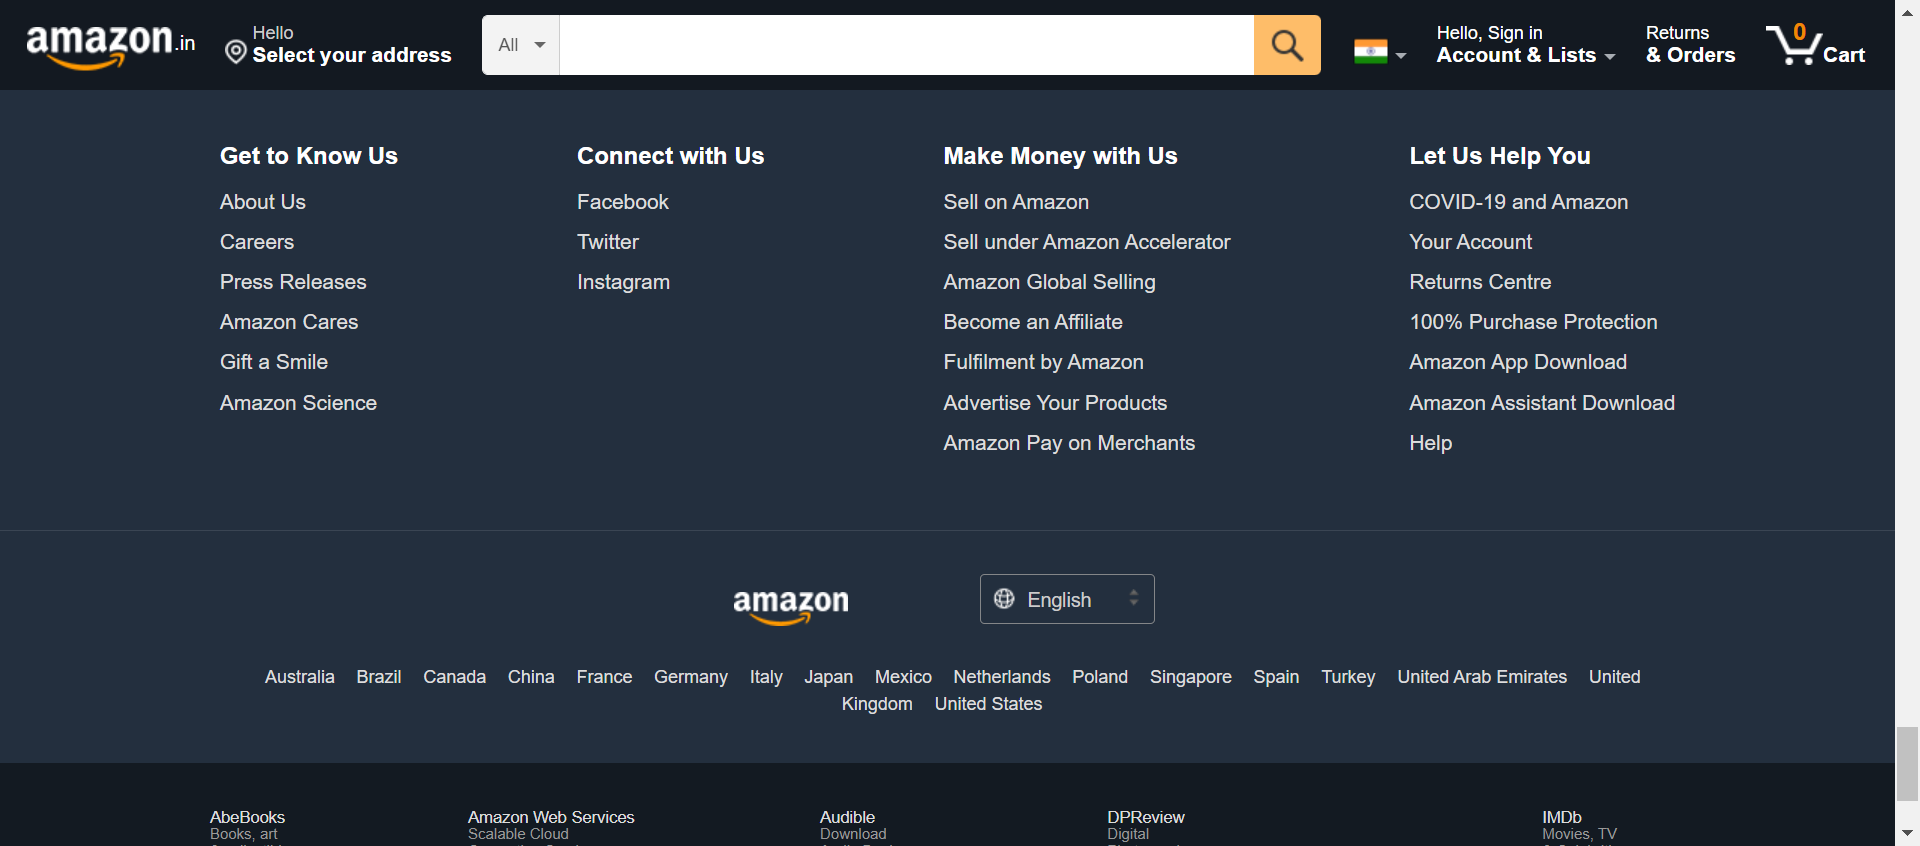 amazon.in
Hello
Select your address
All
Hello, Sign in
Account & Lists
Returns
& Orders
0
Cart
Get to Know Us
About Us
Careers
Press Releases
Amazon Cares
Gift a Smile
Amazon Science
Connect with Us
Facebook
Twitter
Instagram
Make Money with Us
Sell on Amazon
Sell under Amazon Accelerator
Amazon Global Selling
Become an Affiliate
Fulfilment by Amazon
Advertise Your Products
Amazon Pay on Merchants
Let Us Help You
COVID-19 and Amazon
Your Account
Returns Centre
100% Purchase Protection
Amazon App Download
Amazon Assistant Download
Help
amazon
English
Australia Brazil Canada China France Germany Italy Japan Mexico Netherlands Poland Singapore Spain Turkey United Arab Emirates United
Kingdom United States
AbeBooks
Books, art
Amazon Web Services
Scalable Cloud
Audible
Download
DPReview
Digital
IMDb
Movies, TV